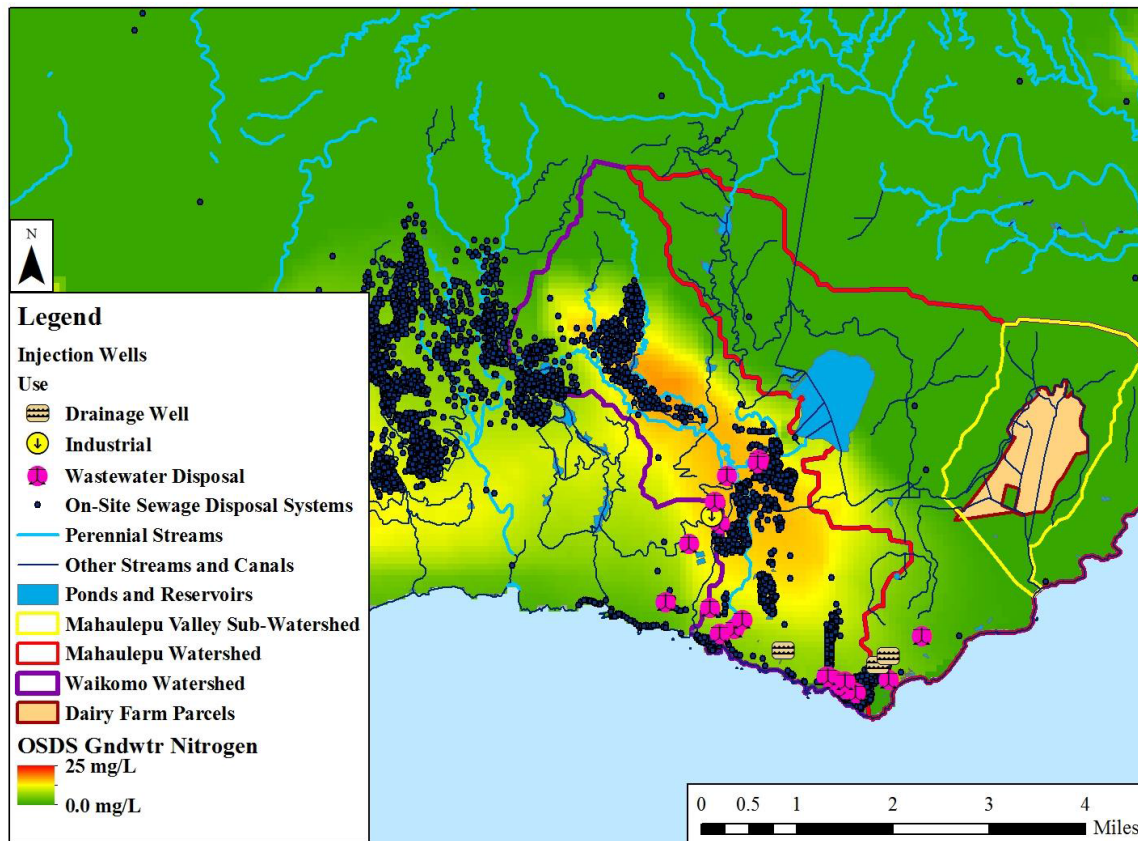 N
Legend
Injection Wells
Use
Drainage Well
Industrial
Wastewater Disposal
On-Site Sewage Disposal Systems
Perennial Streams
Other Streams and Canals
Ponds and Reservoirs
Mahaulepu Valley Sub-Watershed
Mahaulepu Watershed
Waikomo Watershed
Dairy Farm Parcels
OSDS Gndwtr Nitrogen
25 mg/L
0.0 mg/L
0 0.5 1 2 3 4
Miles